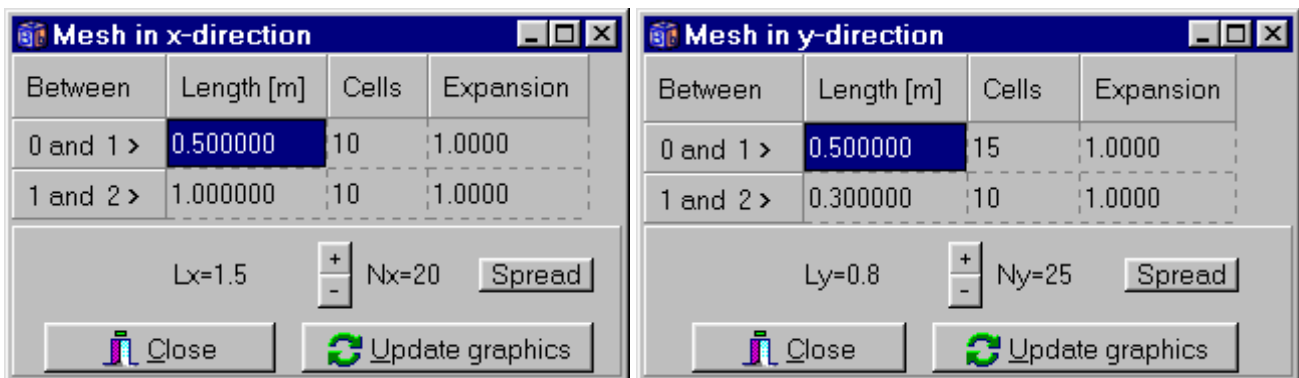 Mesh in x-direction
Between Length [m] Cells Expansion
0 and 1 > 0.500000 10 1.0000
1 and 2 > 1.000000 10 1.0000
Lx=1.5 + - Nx=20 Spread
Close Update graphics
Mesh in y-direction
Between Length [m] Cells Expansion
0 and 1 > 0.500000 15 1.0000
1 and 2 > 0.300000 10 1.0000
Ly=0.8 + - Ny=25 Spread
Close Update graphics